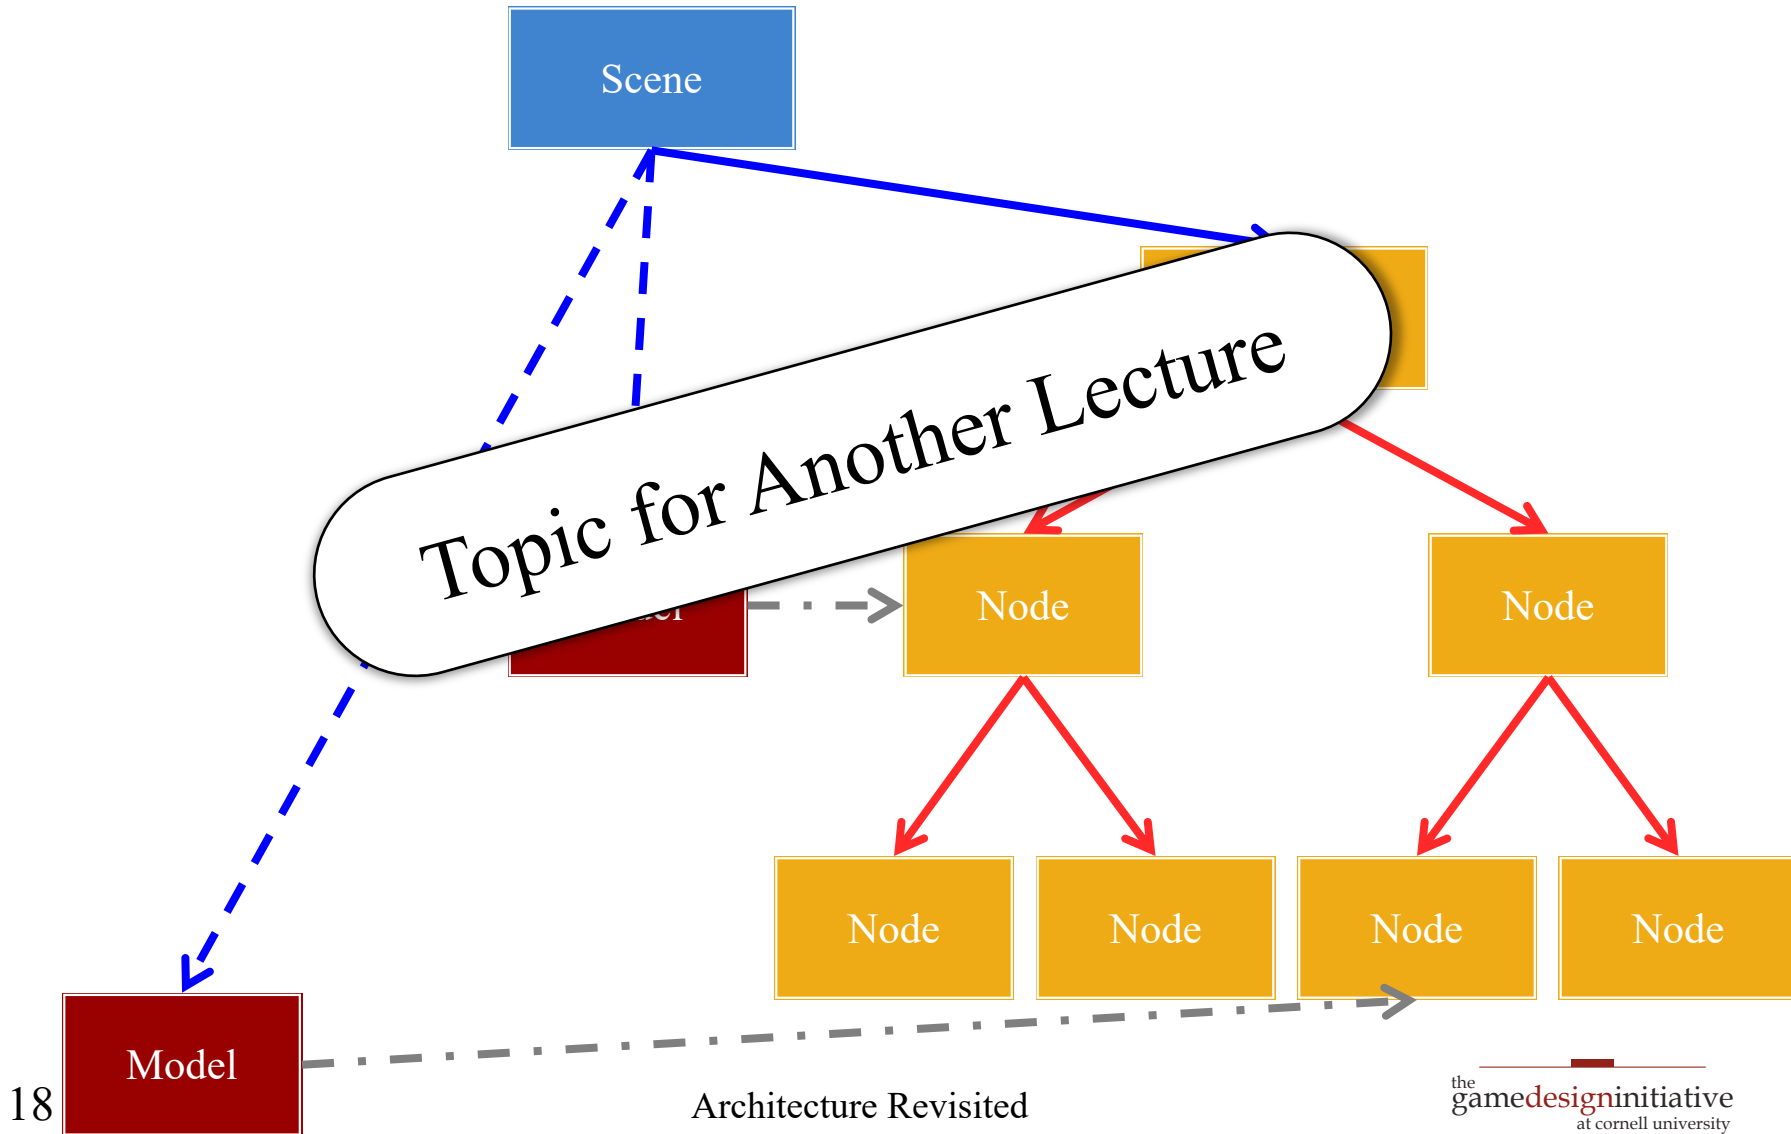 Scene
Topic for Another Lecture
Node
Node
Node
Node
Node
Node
Model
18
Architecture Revisited
the
gamedesigninitiative
at cornell university